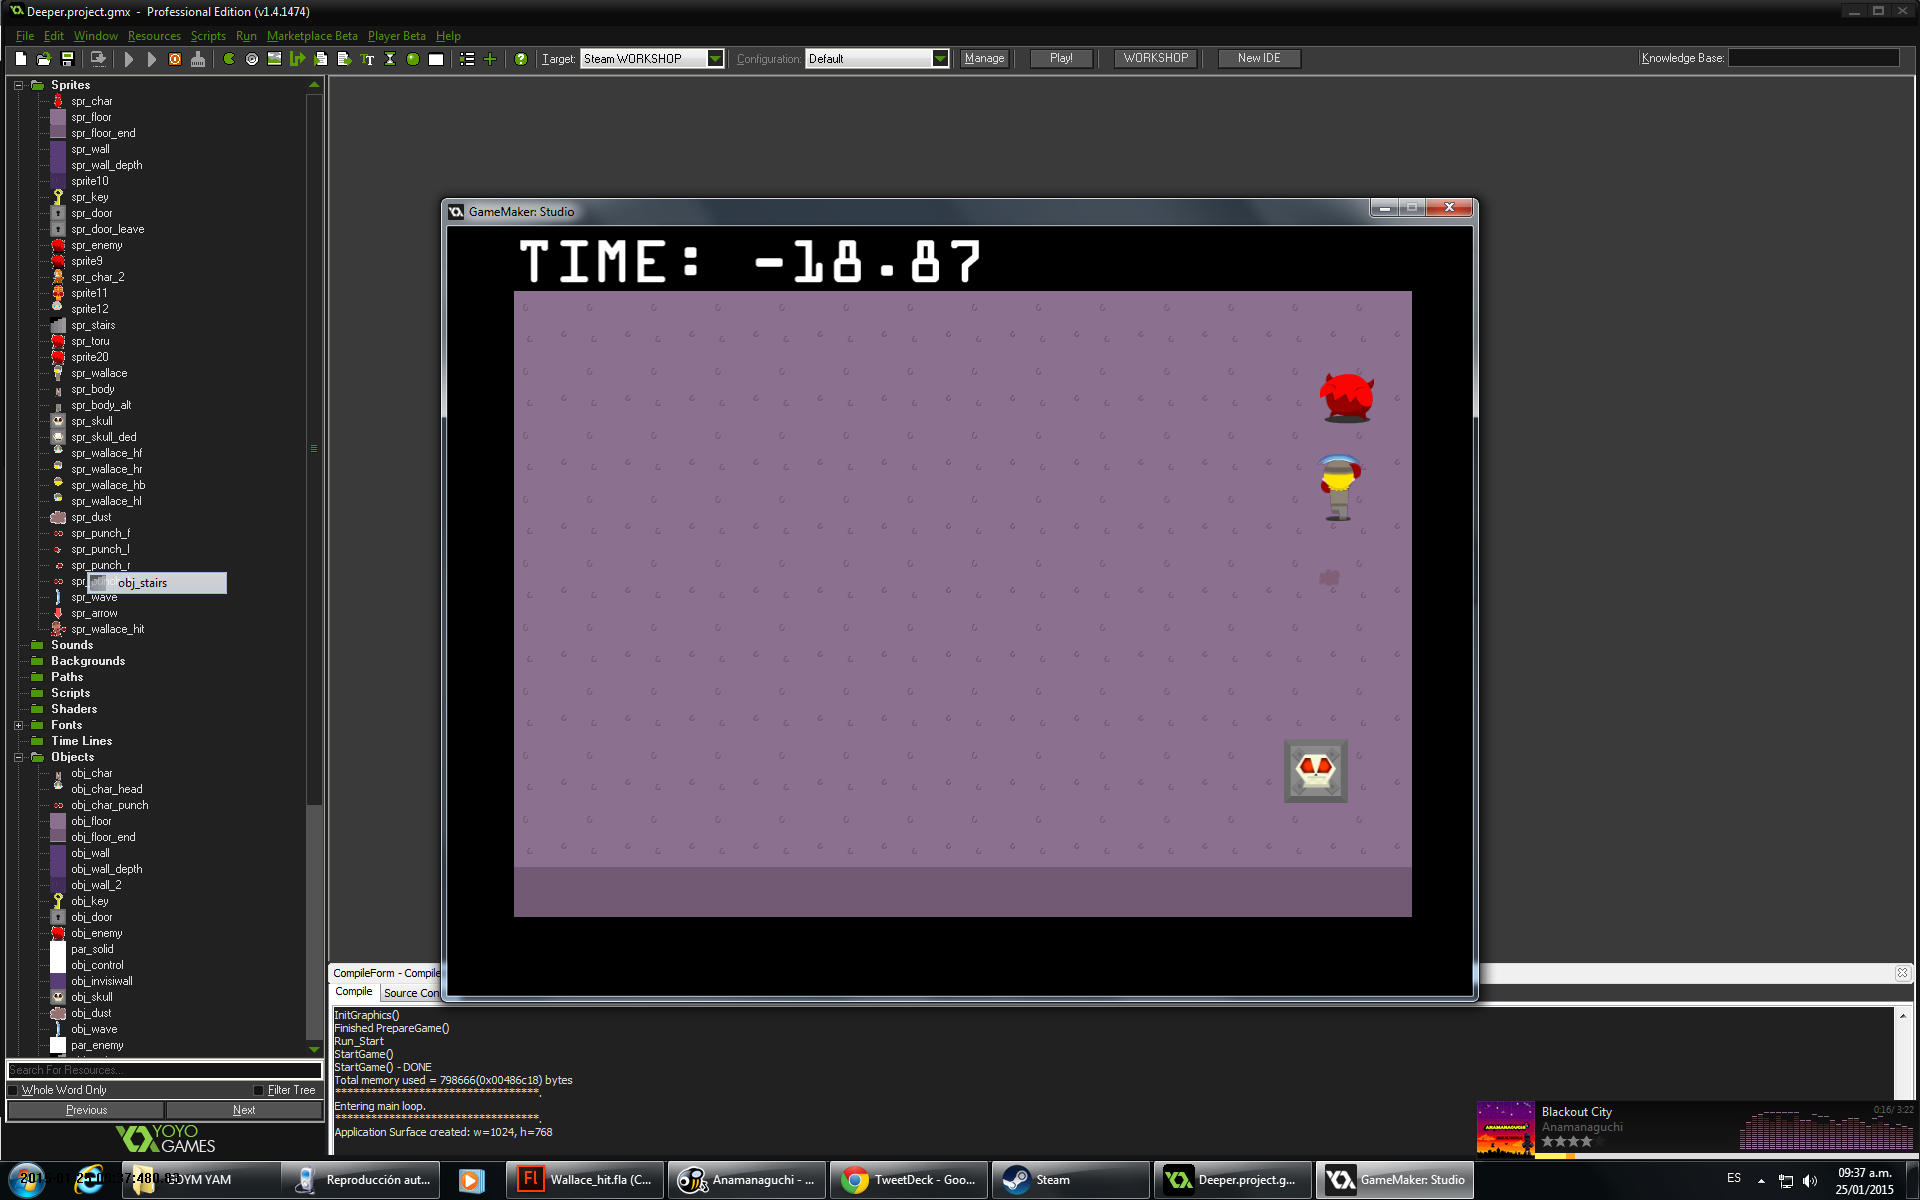 Deeper.project.gmx - Professional Edition (v1.4.1474)
File Edit Window Resources Scripts Run Marketplace Beta Player Beta Help
Target: Steam WORKSHOP Configuration: Default Manage Play! WORKSHOP New IDE Knowledge Base:
Sprites
spr_char
spr_floor
spr_floor_end
spr_wall
spr_wall_depth
sprite10
spr_key
spr_door
spr_door_leave
spr_enemy
sprite9
spr_char_2
sprite11
sprite12
spr_stairs
spr_toru
sprite20
spr_wallace
spr_body
spr_body_alt
spr_skull
spr_skull_ded
spr_wallace_hf
spr_wallace_hr
spr_wallace_hb
spr_wallace_hl
spr_dust
spr_punch_f
spr_punch_l
spr_punch_r
obj_stairs
spr_wave
spr_arrow
spr_wallace_hit
Sounds
Backgrounds
Paths
Scripts
Shaders
Fonts
Time Lines
Objects
obj_char
obj_char_head
obj_char_punch
obj_floor
obj_floor_end
obj_wall
obj_wall_depth
obj_wall_2
obj_key
obj_door
obj_enemy
par_solid
obj_control
obj_invisiwall
obj_skull
obj_dust
obj_wave
par_enemy
Search For Resources...
Whole Word Only Filter Tree
Previous Next
YOYO
GAMES
GameMaker: Studio
TIME: -18.87
CompileForm - Compile
Compile Source Con
InitGraphics()
Finished PrepareGame()
Run_Start
StartGame()
StartGame() - DONE
Total memory used = 798666(0x00486c18) bytes
***********************************.
Entering main loop.
***********************************.
Application Surface created: w=1024, h=768
Blackout City 0:16/ 3:22
Anamanaguchi
ANAMANAGUCHI
Reproducción aut...
Wallace_hit.fla (C...
Anamanaguchi - ...
TweetDeck - Goo...
Steam
Deeper.project.g...
GameMaker: Studio
ES
09:37 a.m.
25/01/2015